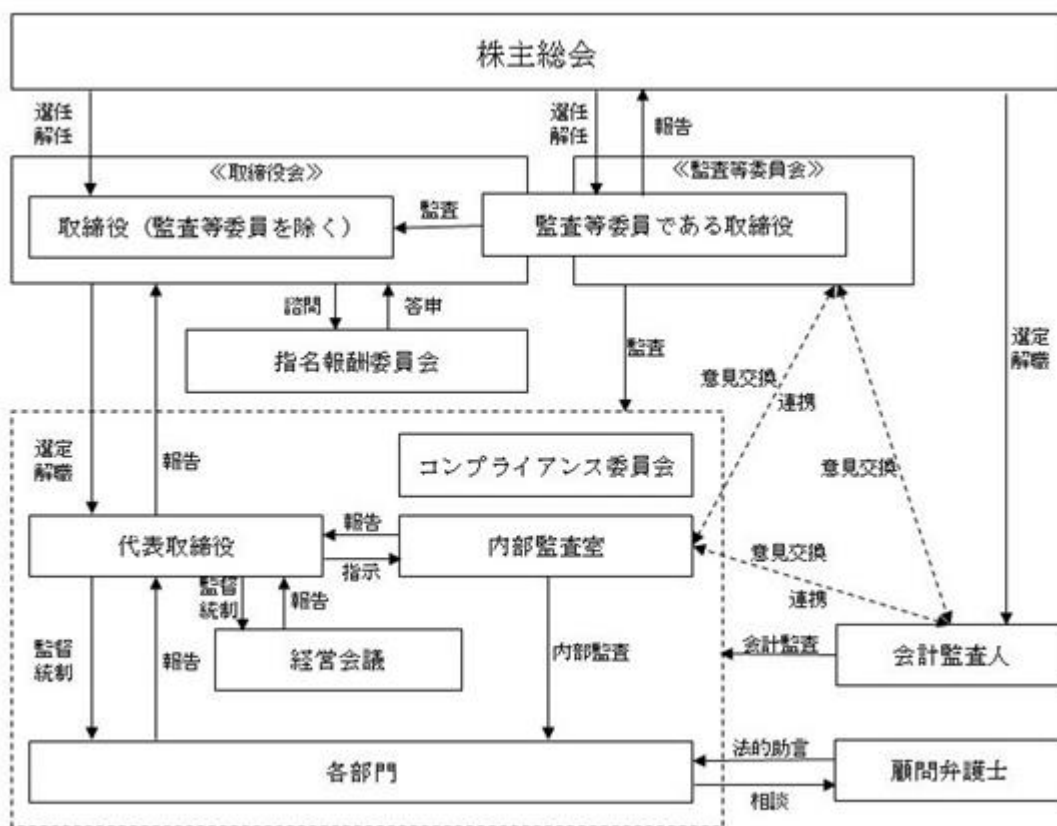 株主総会
選任
解任
選任
解任
報告
≪取締役会≫
≪監査等委員会≫
取締役（監査等委員を除く）
監査
監査等委員である取締役
諮問
答申
指名報酬委員会
監査
選定
解職
意見交換
連携
意見交換
選定
解職
報告
コンプライアンス委員会
代表取締役
報告
指示
内部監査室
意見交換
連携
監督
統制
報告
経営会議
監督
統制
報告
内部監査
会計監査
会計監査人
各部門
法的助言
相談
顧問弁護士